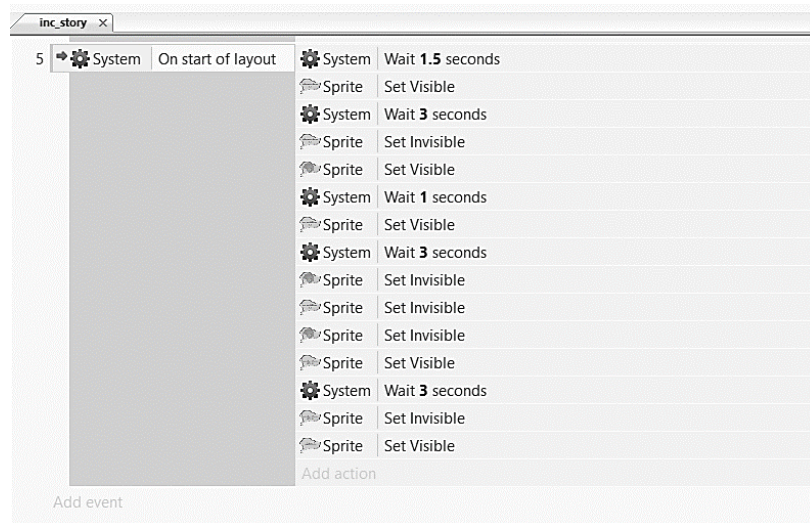 inc_story ×
5 System On start of layout System Wait 1.5 seconds
Sprite Set Visible
System Wait 3 seconds
Sprite Set Invisible
Sprite Set Visible
System Wait 1 seconds
Sprite Set Visible
System Wait 3 seconds
Sprite Set Invisible
Sprite Set Invisible
Sprite Set Invisible
Sprite Set Visible
System Wait 3 seconds
Sprite Set Invisible
Sprite Set Visible
Add action
Add event